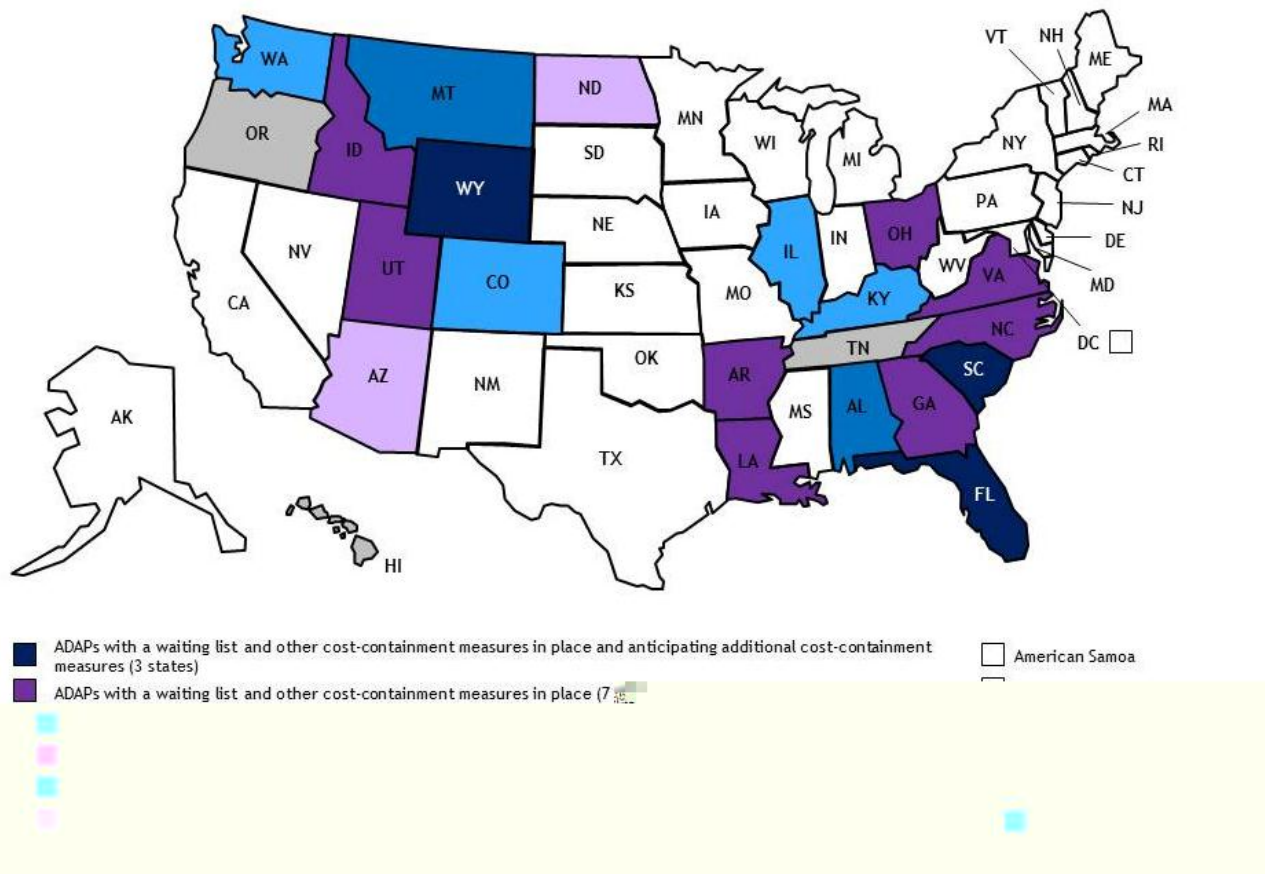 VT
NH
ME
WA
MT
ND
MN
MA
OR
ID
SD
WI
MI
NY
RI
CT
WY
PA
NJ
NE
IA
IL
IN
OH
DE
NV
UT
CO
WV
VA
MD
CA
KS
MO
KY
DC
TN
NC
OK
AR
SC
AZ
NM
MS
AL
GA
AK
TX
LA
FL
HI
ADAPs with a waiting list and other cost-containment measures in place and anticipating additional cost-containment
measures (3 states)
American Samoa
ADAPs with a waiting list and other cost-containment measures in place (7